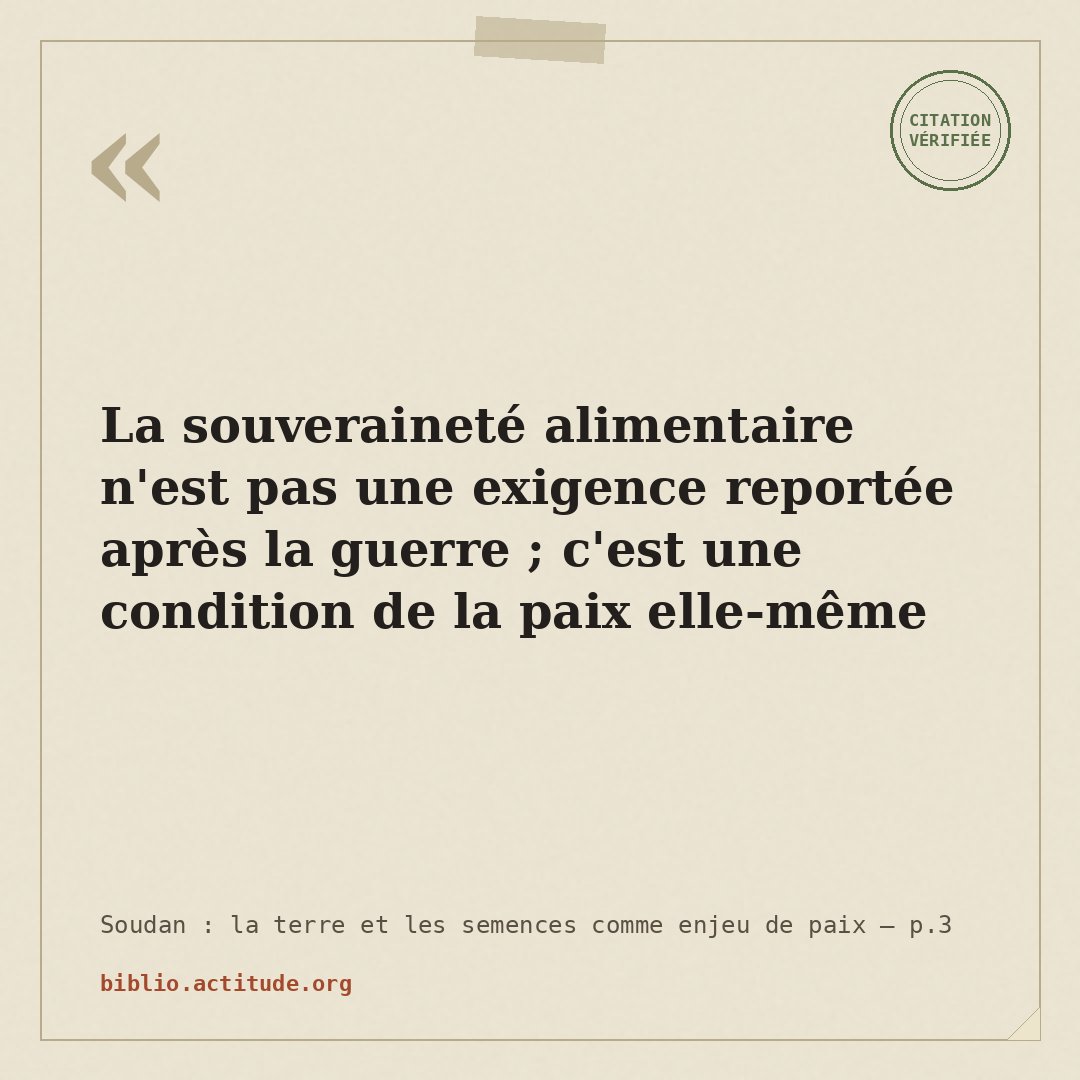 «
CITATION
VÉRIFIÉE
La souveraineté alimentaire
n'est pas une exigence reportée
après la guerre ; c'est une
condition de la paix elle-même
Soudan : la terre et les semences comme enjeu de paix — p.3
biblio.actitude.org